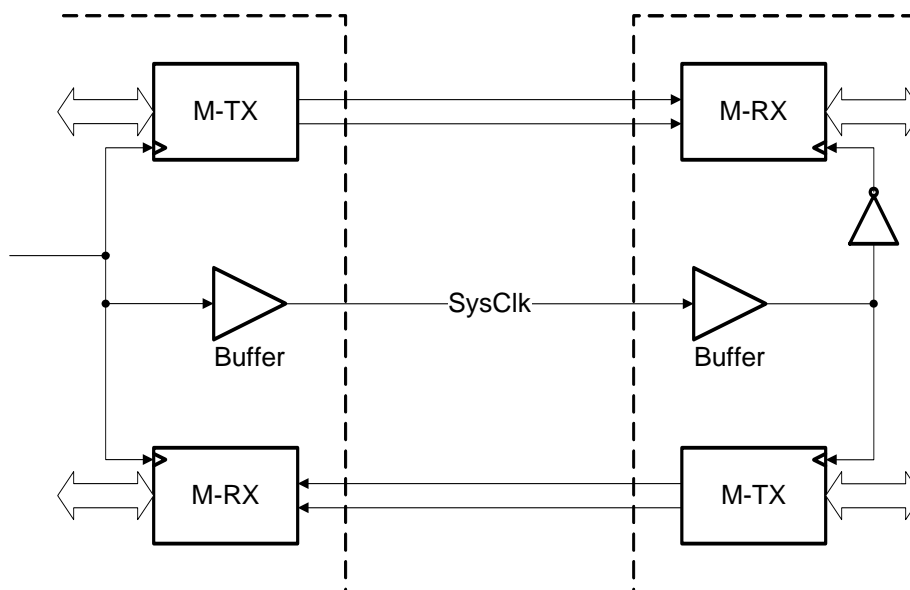 M-TX
M-RX
SysClk
Buffer
Buffer
M-RX
M-TX